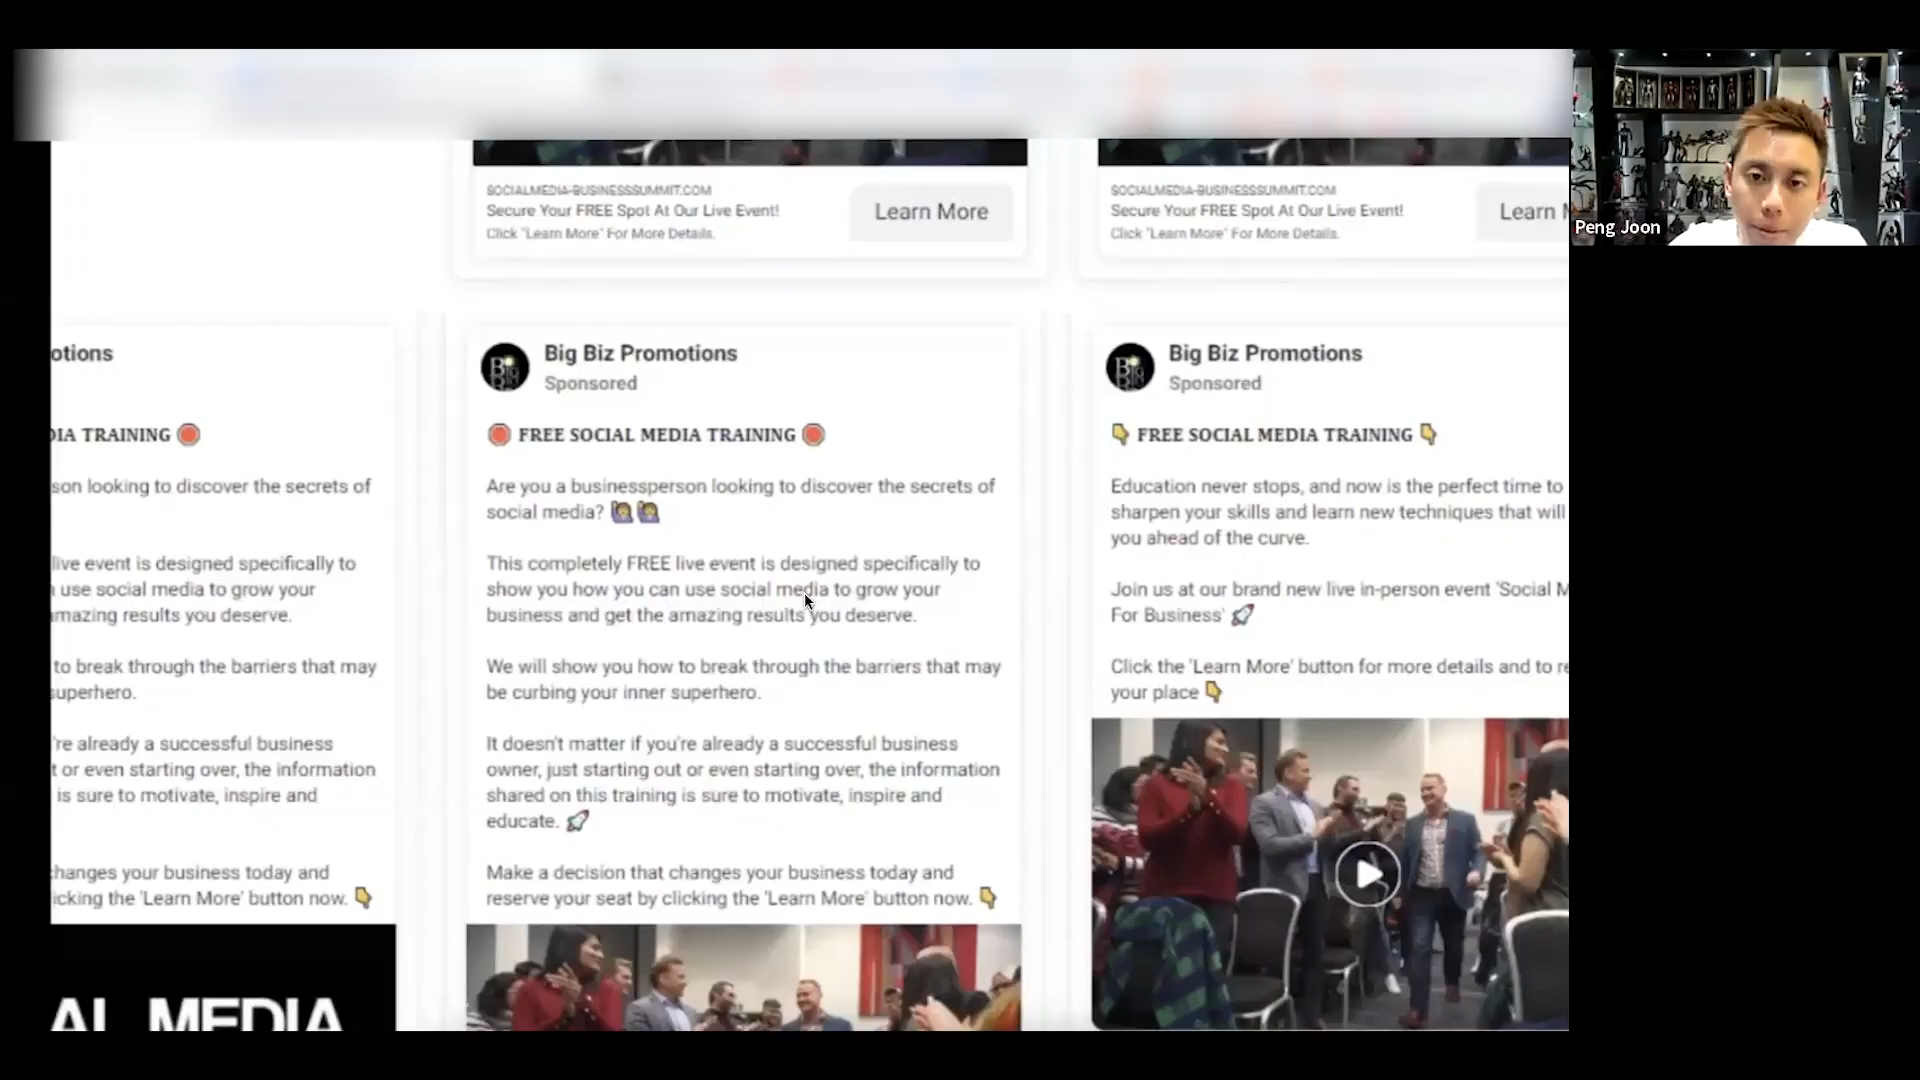 SOCIALMEDIA-BUSINESSSUMMIT.COM
Secure Your FREE Spot At Our Live Event!
Click "Learn More" For More Details.
Learn More
SOCIALMEDIA-BUSINESSSUMMIT.COM
Secure Your FREE Spot At Our Live Event!
Click "Learn More" For More Details.
Learn
Peng Joon
otions
DIA TRAINING
son looking to discover the secrets of
live event is designed specifically to
use social media to grow your
mazing results you deserve.
to break through the barriers that may
superhero.
're already a successful business
t or even starting over, the information
is sure to motivate, inspire and
hanges your business today and
icking the 'Learn More' button now.
AL MEDIA
Big Biz Promotions
Sponsored
FREE SOCIAL MEDIA TRAINING
Are you a businessperson looking to discover the secrets of
social media?
This completely FREE live event is designed specifically to
show you how you can use social media to grow your
business and get the amazing results you deserve.
We will show you how to break through the barriers that may
be curbing your inner superhero.
It doesn't matter if you're already a successful business
owner, just starting out or even starting over, the information
shared on this training is sure to motivate, inspire and
educate.
Make a decision that changes your business today and
reserve your seat by clicking the 'Learn More' button now.
Big Biz Promotions
Sponsored
FREE SOCIAL MEDIA TRAINING
Education never stops, and now is the perfect time to
sharpen your skills and learn new techniques that will
you ahead of the curve.
Join us at our brand new live in-person event 'Social M
For Business'
Click the 'Learn More' button for more details and to re
your place